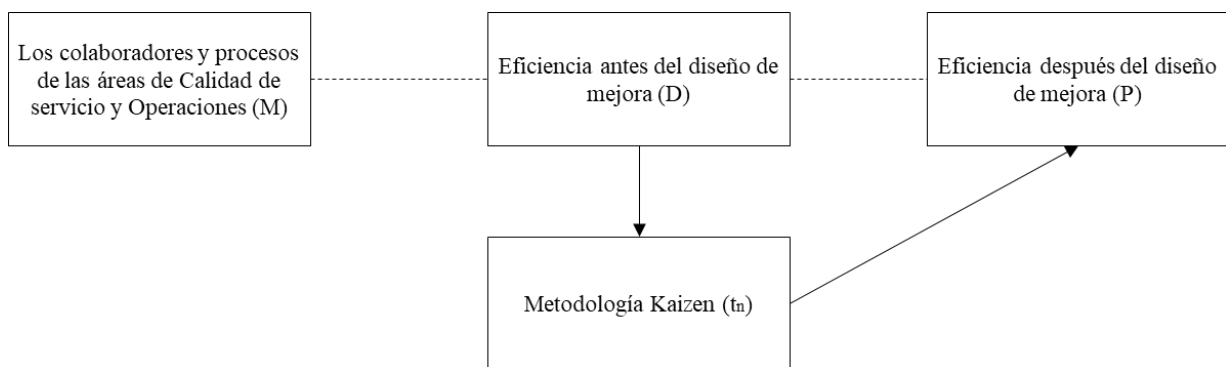 Los colaboradores y procesos
de las áreas de Calidad de
servicio y Operaciones (M)
Eficiencia antes del diseño de
mejora (D)
Eficiencia después del diseño
de mejora (P)
Metodología Kaizen (tn)